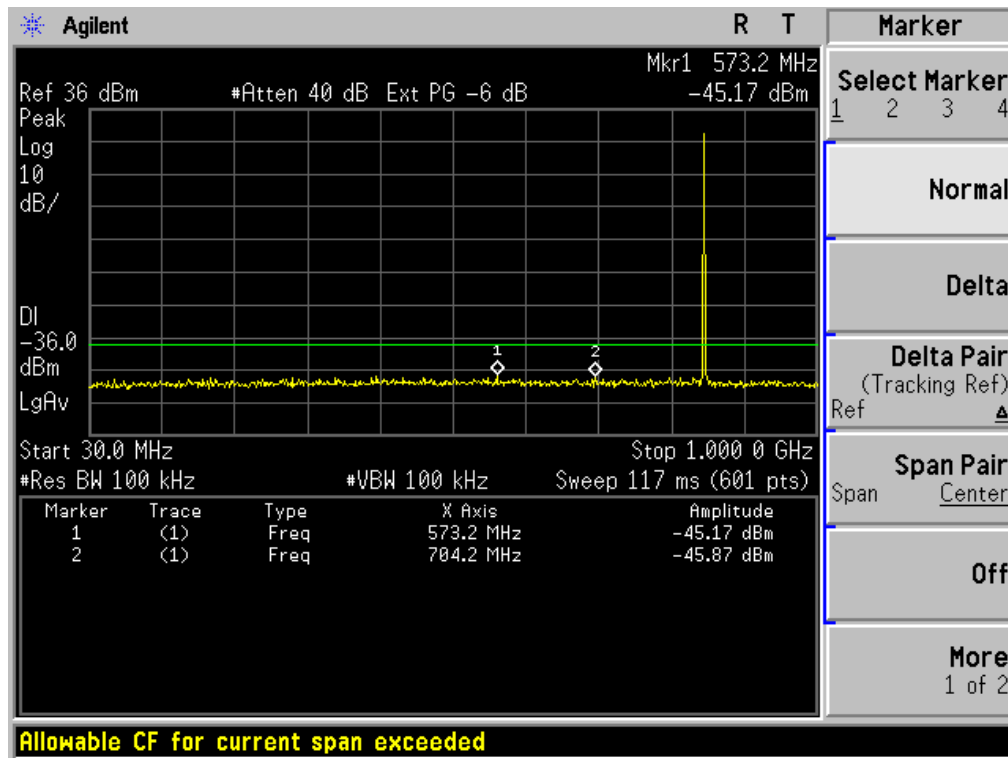 Agilent R T
Mkr1 573.2 MHz
Ref 36 dBm #Atten 40 dB Ext PG -6 dB -45.17 dBm
Peak
Log
10
dB/
DI
-36.0
dBm
LgAv
1 2
Start 30.0 MHz Stop 1.000 0 GHz
#Res BW 100 kHz #VBW 100 kHz Sweep 117 ms (601 pts)
Marker Trace Type X Axis Amplitude
1 (1) Freq 573.2 MHz -45.17 dBm
2 (1) Freq 704.2 MHz -45.87 dBm
Allowable CF for current span exceeded
Marker
Select Marker
1 2 3 4
Normal
Delta
Delta Pair
(Tracking Ref)
Ref Δ
Span Pair
Span Center
Off
More
1 of 2